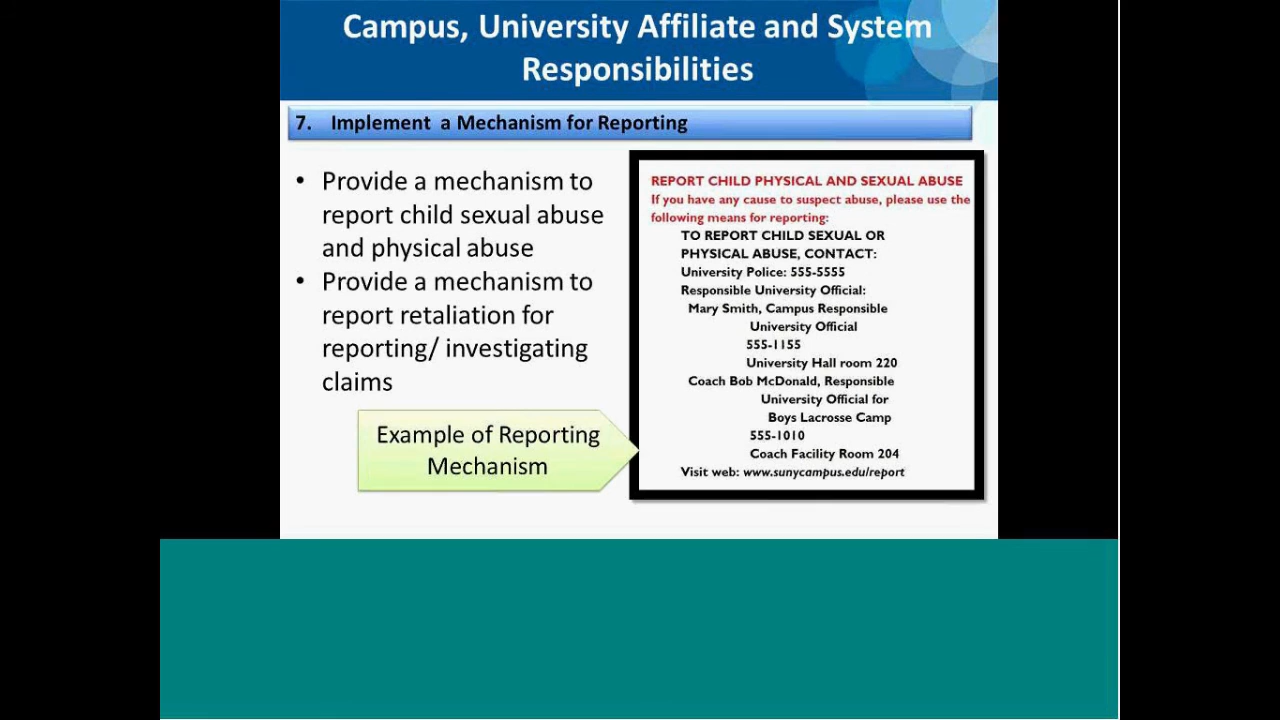 Campus, University Affiliate and System
Responsibilities
7. Implement a Mechanism for Reporting
• Provide a mechanism to
report child sexual abuse
and physical abuse
• Provide a mechanism to
report retaliation for
reporting/ investigating
claims
Example of Reporting
Mechanism
REPORT CHILD PHYSICAL AND SEXUAL ABUSE
If you have any cause to suspect abuse, please use the
following means for reporting:
TO REPORT CHILD SEXUAL OR
PHYSICAL ABUSE, CONTACT:
University Police: 555-5555
Responsible University Official:
Mary Smith, Campus Responsible
University Official
555-1155
University Hall room 220
Coach Bob McDonald, Responsible
University Official for
Boys Lacrosse Camp
555-1010
Coach Facility Room 204
Visit web: www.sunycampus.edu/report